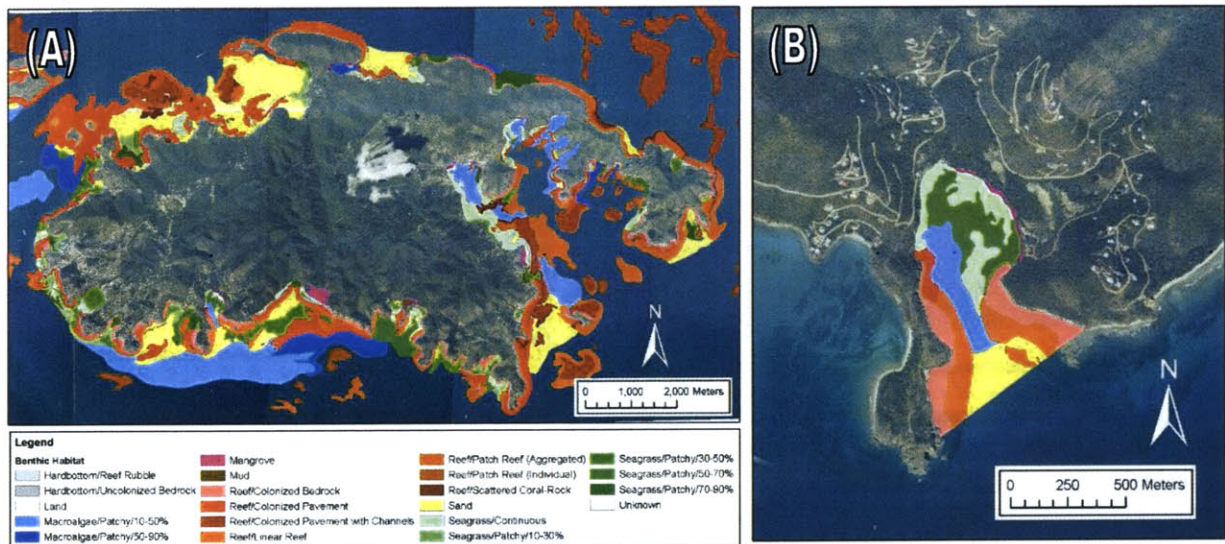 (A)
(B)
N
0 1,000 2,000 Meters
N
0 250 500 Meters
Legend
Benthic Habitat
Hardbottom/Reef Rubble
Hardbottom/Uncolonized Bedrock
Land
Macroalgae/Patchy/10-50%
Macroalgae/Patchy/50-90%
Mangrove
Mud
Reef/Colonized Bedrock
Reef/Colonized Pavement
Reef/Colonized Pavement with Channels
Reef/Linear Reef
Reef/Patch Reef (Aggregated)
Reef/Patch Reef (Individual)
Reef/Scattered Coral-Rock
Sand
Seagrass/Continuous
Seagrass/Patchy/10-30%
Seagrass/Patchy/30-50%
Seagrass/Patchy/50-70%
Seagrass/Patchy/70-90%
Unknown